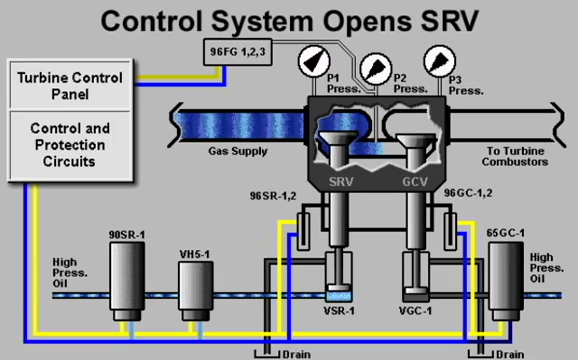 Control System Opens SRV
96FG 1,2,3
Turbine Control
Panel
Control and
Protection
Circuits
P1
Press.
P2
Press.
P3
Press.
Gas Supply
To Turbine
Combustors
SRV
GCV
96SR-1,2
96GC-1,2
90SR-1
VH5-1
65GC-1
High
Press.
Oil
High
Press.
Oil
VSR-1
VGC-1
Drain
Drain